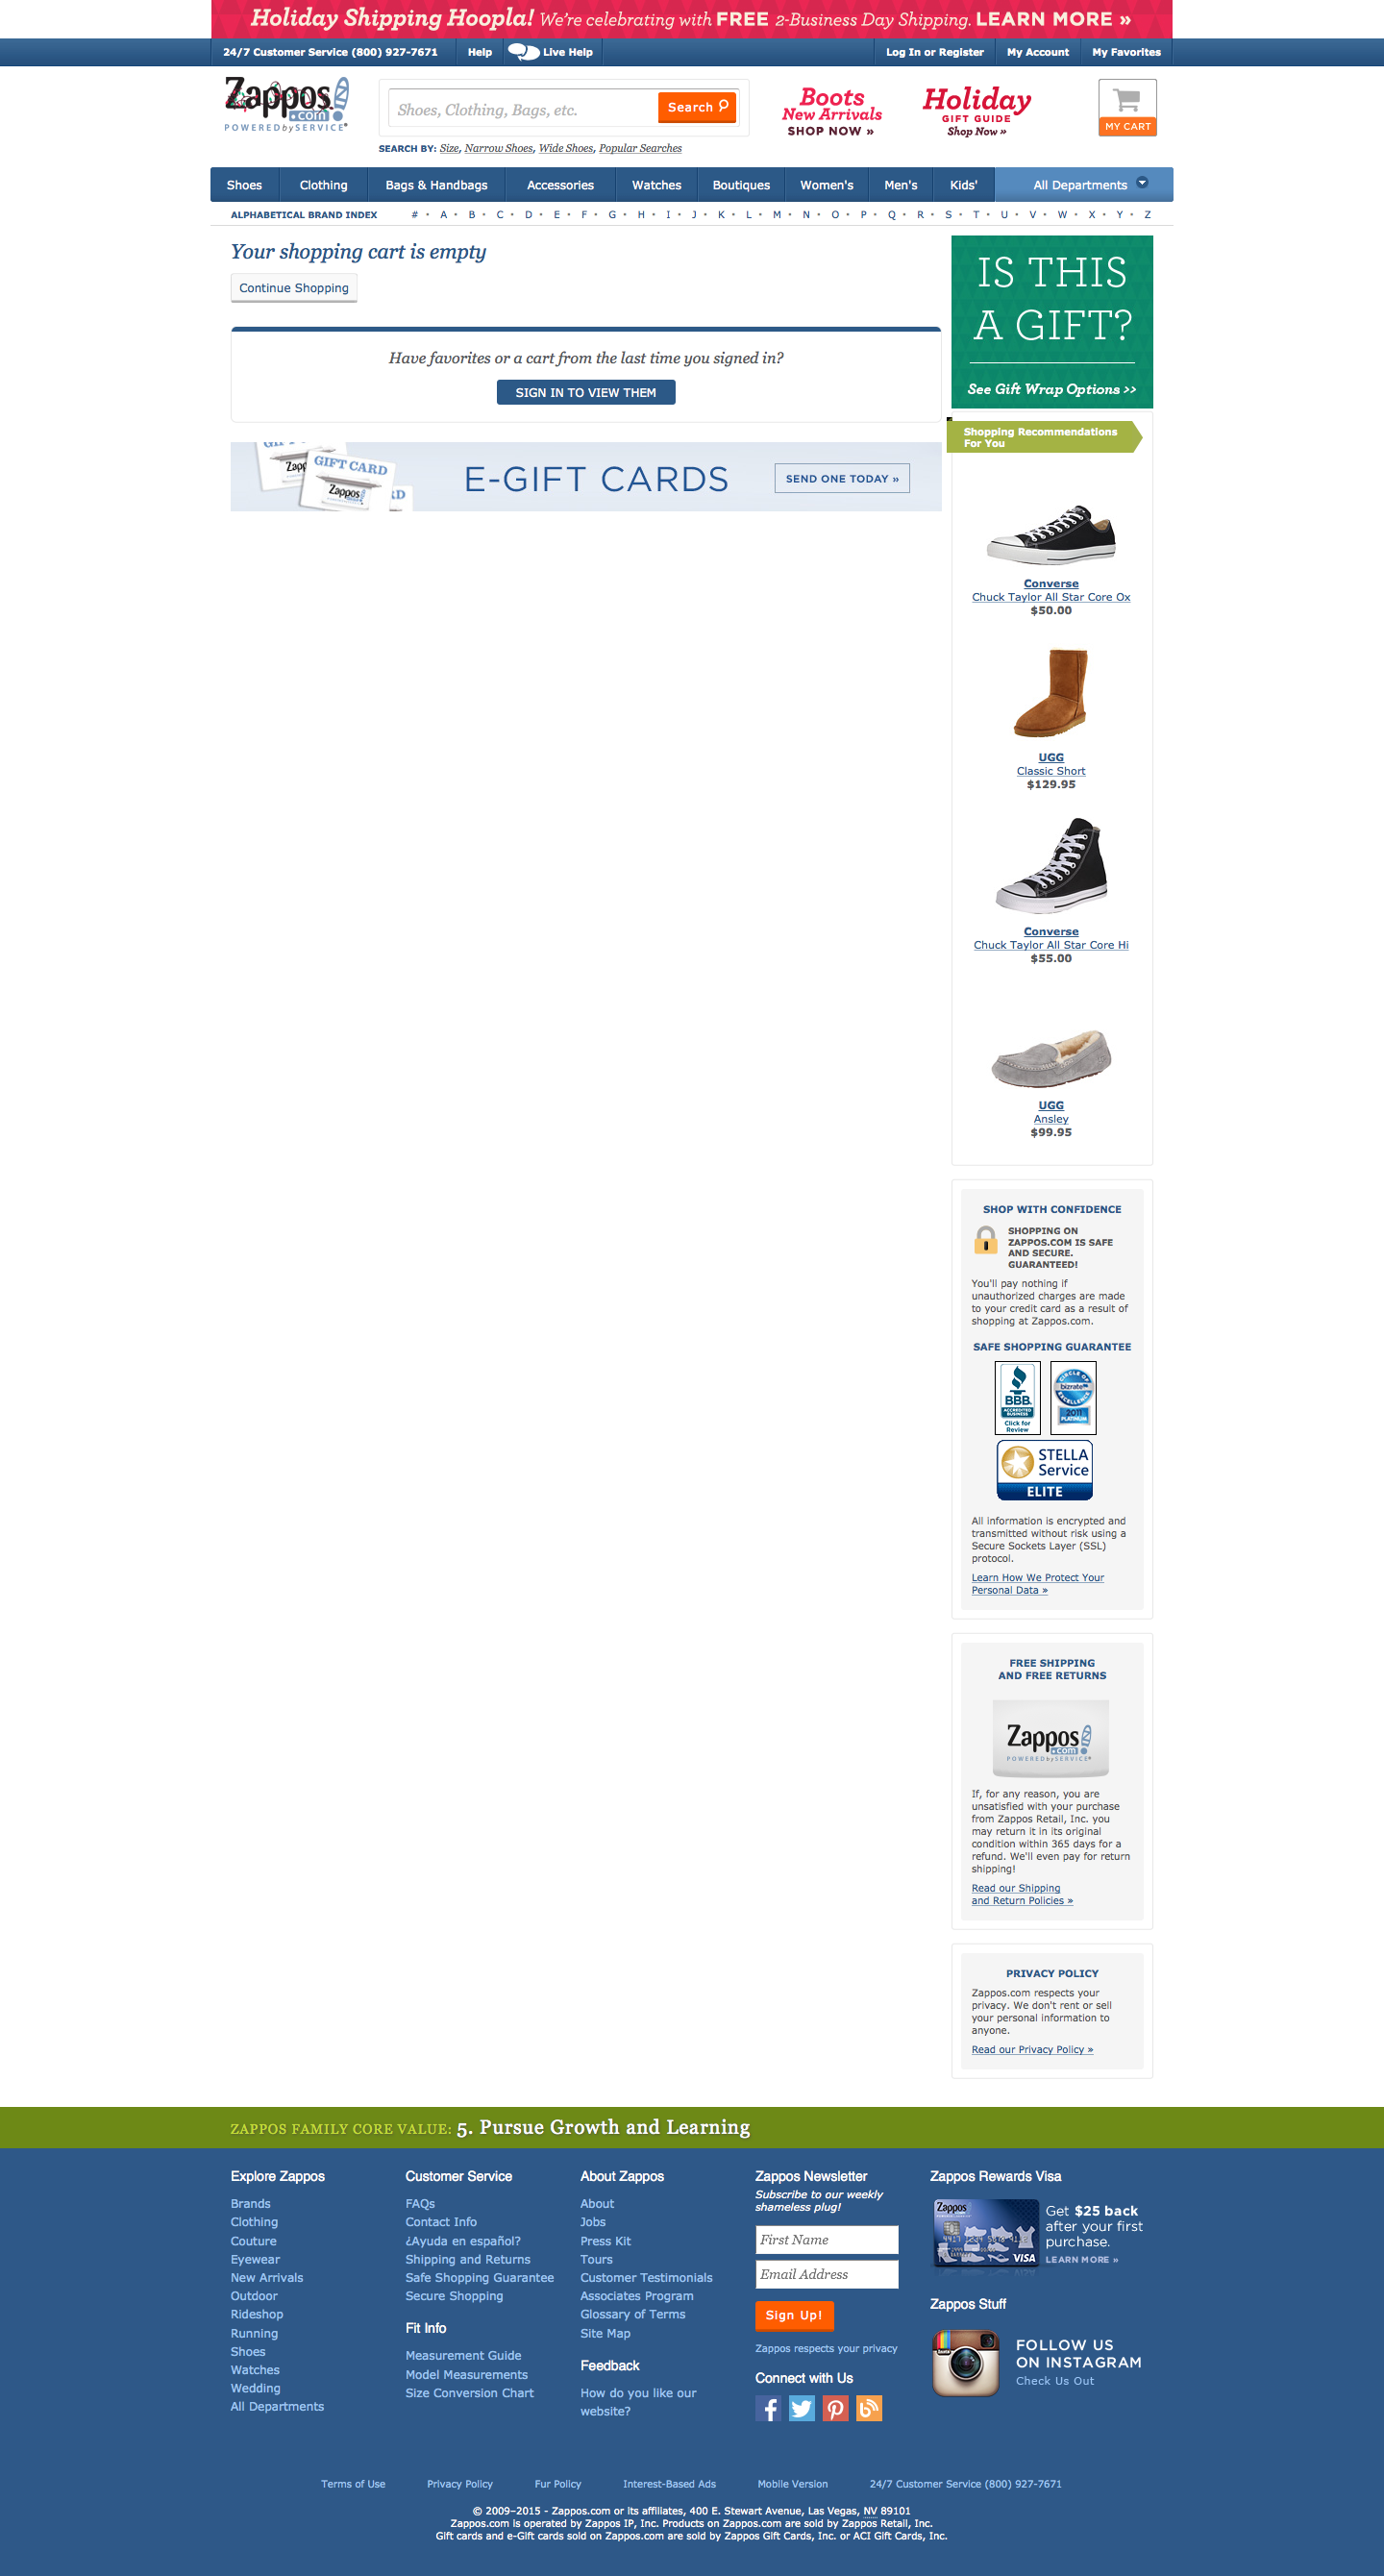 Holiday Shipping Hoopla! We're celebrating with FREE 2-Business Day Shipping. LEARN MORE »
24/7 Customer Service (800) 927-7671 Help Live Help Log In or Register My Account My Favorites
Zappos!
.com
POWERED by SERVICE®
Shoes, Clothing, Bags, etc. Search
SEARCH BY: Size, Narrow Shoes, Wide Shoes, Popular Searches
Boots
New Arrivals
SHOP NOW »
Holiday
GIFT GUIDE
Shop Now »
MY CART
Shoes Clothing Bags & Handbags Accessories Watches Boutiques Women's Men's Kids' All Departments
ALPHABETICAL BRAND INDEX # • A • B • C • D • E • F • G • H • I • J • K • L • M • N • O • P • Q • R • S • T • U • V • W • X • Y • Z
Your shopping cart is empty
Continue Shopping
Have favorites or a cart from the last time you signed in?
SIGN IN TO VIEW THEM
GIFT CARD
Zappos
E-GIFT CARDS
SEND ONE TODAY »
IS THIS
A GIFT?
See Gift Wrap Options >>
Shopping Recommendations
For You
Converse
Chuck Taylor All Star Core Ox
$50.00
UGG
Classic Short
$129.95
Converse
Chuck Taylor All Star Core Hi
$55.00
UGG
Ansley
$99.95
SHOP WITH CONFIDENCE
SHOPPING ON
ZAPPOS.COM IS SAFE
AND SECURE.
GUARANTEED!
You'll pay nothing if
unauthorized charges are made
to your credit card as a result of
shopping at Zappos.com.
SAFE SHOPPING GUARANTEE
BBB
ACCREDITED
BUSINESS
Click for
Review
CIRCLE OF
bizrate
EXCELLENCE
2011
PLATINUM
STELLA
Service
ELITE
All information is encrypted and
transmitted without risk using a
Secure Sockets Layer (SSL)
protocol.
Learn How We Protect Your
Personal Data »
FREE SHIPPING
AND FREE RETURNS
Zappos!
.com
POWERED by SERVICE®
If, for any reason, you are
unsatisfied with your purchase
from Zappos Retail, Inc. you
may return it in its original
condition within 365 days for a
refund. We'll even pay for return
shipping!
Read our Shipping
and Return Policies »
PRIVACY POLICY
Zappos.com respects your
privacy. We don't rent or sell
your personal information to
anyone.
Read our Privacy Policy »
ZAPPOS FAMILY CORE VALUE: 5. Pursue Growth and Learning
Explore Zappos
Brands
Clothing
Couture
Eyewear
New Arrivals
Outdoor
Rideshop
Running
Shoes
Watches
Wedding
All Departments
Customer Service
FAQs
Contact Info
¿Ayuda en español?
Shipping and Returns
Safe Shopping Guarantee
Secure Shopping
Fit Info
Measurement Guide
Model Measurements
Size Conversion Chart
About Zappos
About
Jobs
Press Kit
Tours
Customer Testimonials
Associates Program
Glossary of Terms
Site Map
Feedback
How do you like our
website?
Zappos Newsletter
Subscribe to our weekly
shameless plug!
First Name
Email Address
Sign Up!
Zappos respects your privacy
Connect with Us
Zappos Rewards Visa
Zappos
VISA
Get $25 back
after your first
purchase.
LEARN MORE »
Zappos Stuff
FOLLOW US
ON INSTAGRAM
Check Us Out
Terms of Use Privacy Policy Fur Policy Interest-Based Ads Mobile Version 24/7 Customer Service (800) 927-7671
© 2009–2015 - Zappos.com or its affiliates, 400 E. Stewart Avenue, Las Vegas, NV 89101
Zappos.com is operated by Zappos IP, Inc. Products on Zappos.com are sold by Zappos Retail, Inc.
Gift cards and e-Gift cards sold on Zappos.com are sold by Zappos Gift Cards, Inc. or ACI Gift Cards, Inc.